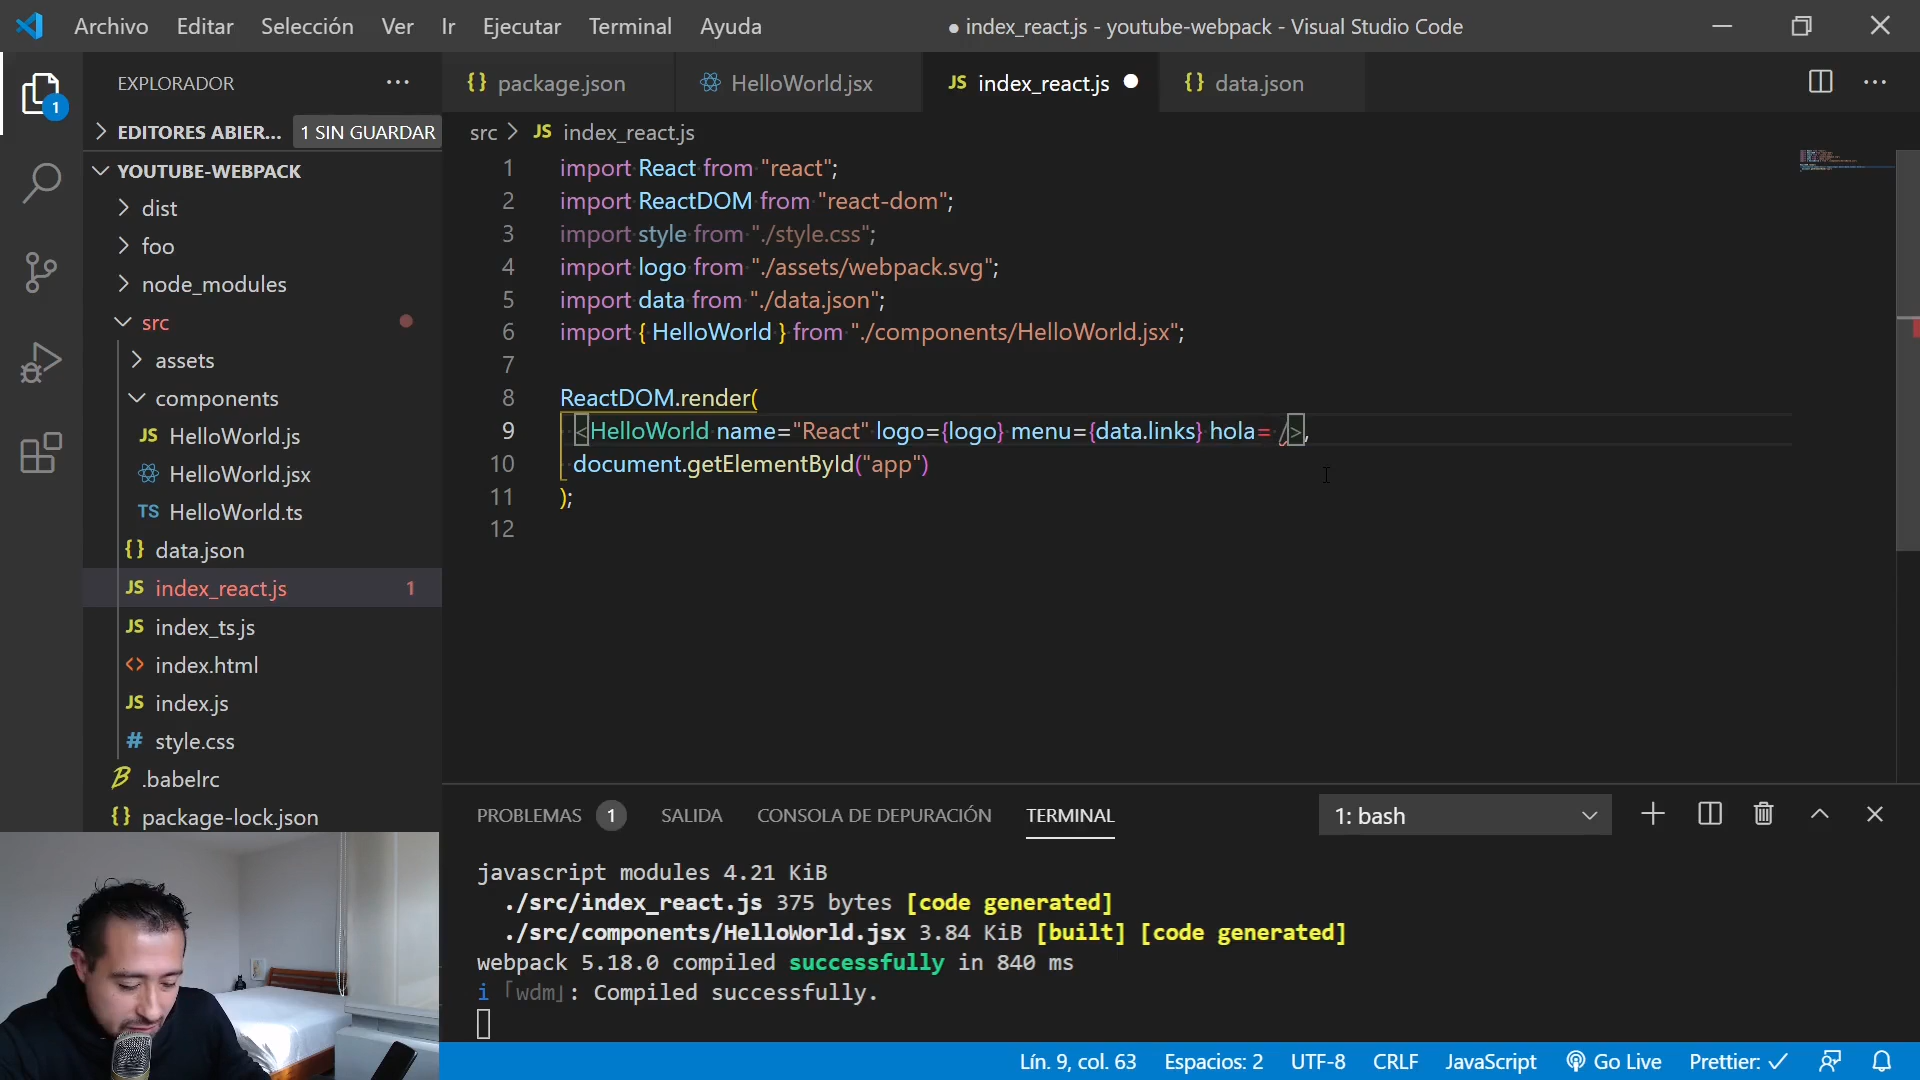 Archivo Editar Selección Ver Ir Ejecutar Terminal Ayuda
● index_react.js - youtube-webpack - Visual Studio Code
EXPLORADOR
EDITORES ABIER... 1 SIN GUARDAR
YOUTUBE-WEBPACK
dist
foo
node_modules
src
assets
components
JS HelloWorld.js
HelloWorld.jsx
TS HelloWorld.ts
{} data.json
JS index_react.js 1
JS index_ts.js
<> index.html
JS index.js
# style.css
.babelrc
{} package-lock.json
1
{} package.json
HelloWorld.jsx
JS index_react.js ●
{} data.json
src > JS index_react.js
1 import React from "react";
2 import ReactDOM from "react-dom";
3 import style from "./style.css";
4 import logo from "./assets/webpack.svg";
5 import data from "./data.json";
6 import { HelloWorld } from "./components/HelloWorld.jsx";
7
8 ReactDOM.render(
9 <HelloWorld name="React" logo={logo} menu={data.links} hola= />,
10 document.getElementById("app")
11 );
12
PROBLEMAS 1 SALIDA CONSOLA DE DEPURACIÓN TERMINAL
1: bash
javascript modules 4.21 KiB
./src/index_react.js 375 bytes [code generated]
./src/components/HelloWorld.jsx 3.84 KiB [built] [code generated]
webpack 5.18.0 compiled successfully in 840 ms
i ｢wdm｣: Compiled successfully.
Lín. 9, col. 63 Espacios: 2 UTF-8 CRLF JavaScript Go Live Prettier: ✓